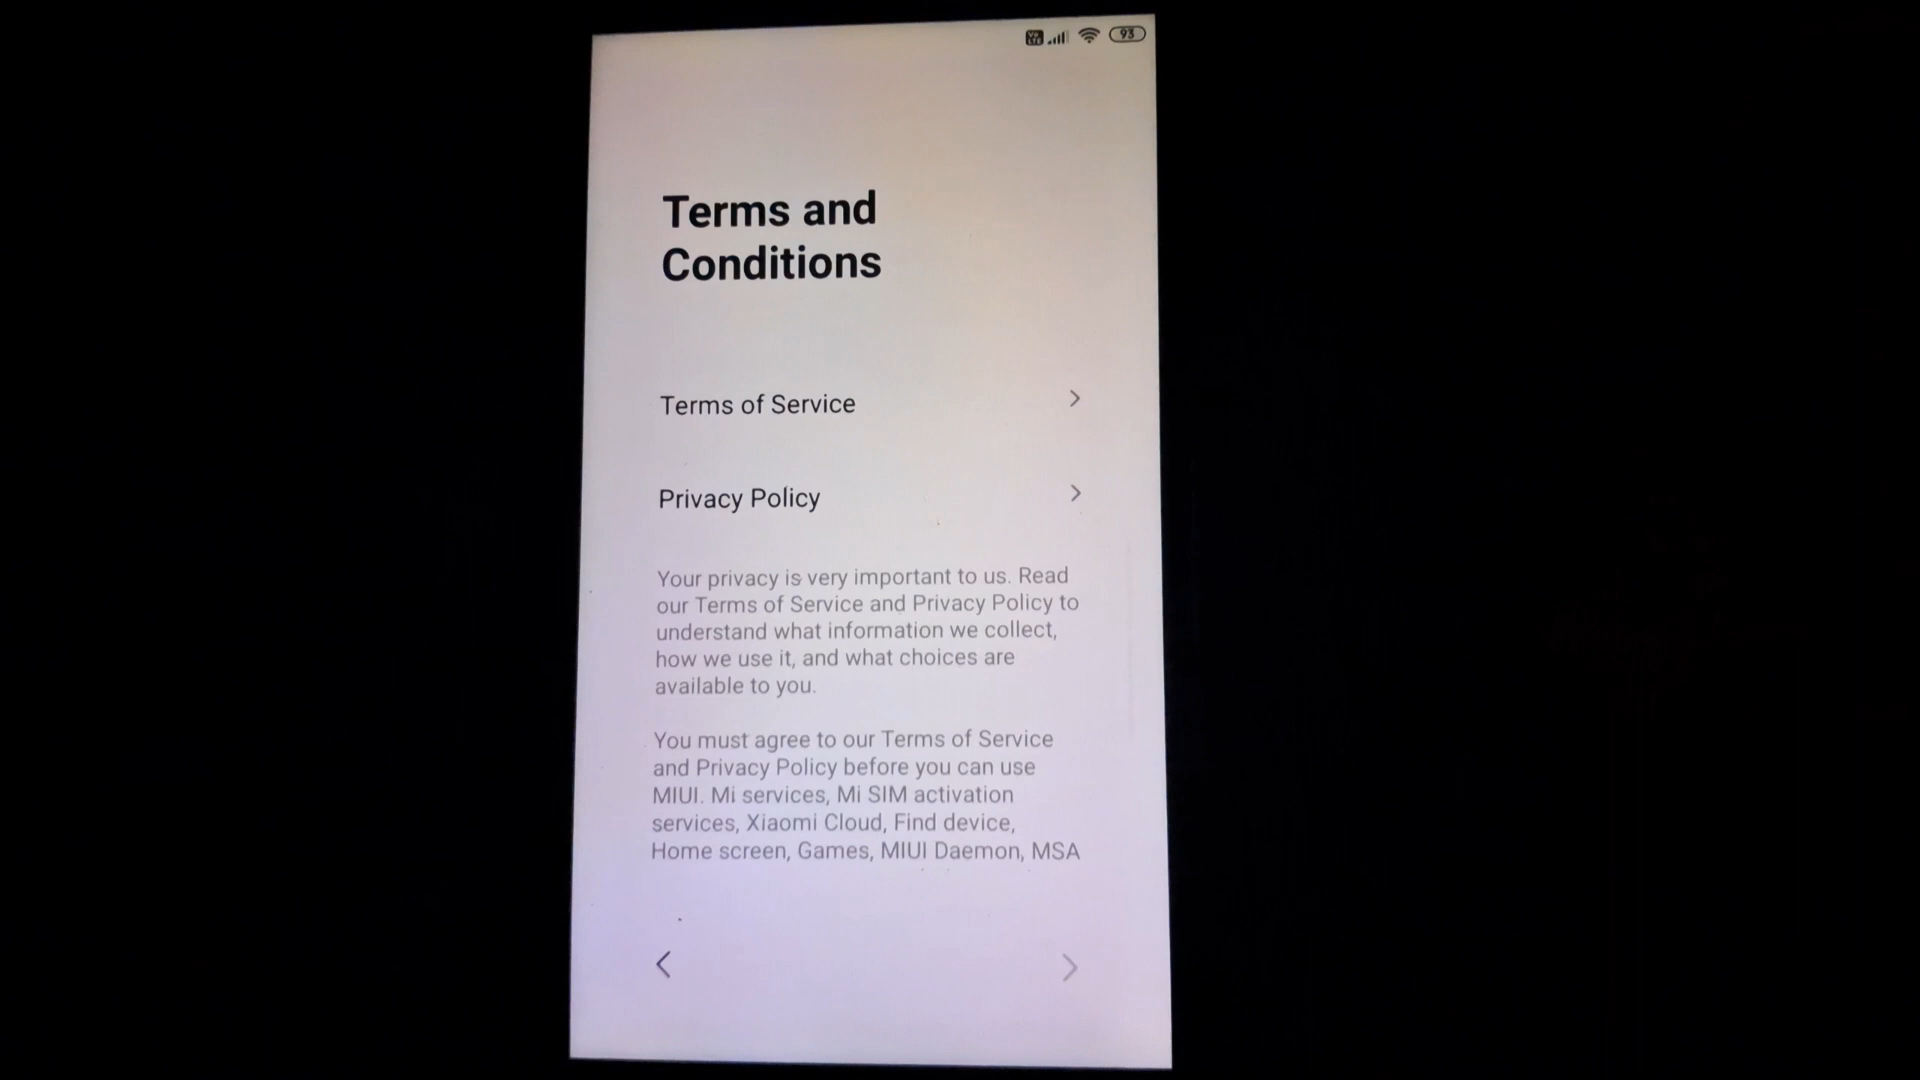 93
Terms and
Conditions
Terms of Service
Privacy Policy
Your privacy is very important to us. Read
our Terms of Service and Privacy Policy to
understand what information we collect,
how we use it, and what choices are
available to you.
You must agree to our Terms of Service
and Privacy Policy before you can use
MIUI. Mi services, Mi SIM activation
services, Xiaomi Cloud, Find device,
Home screen, Games, MIUI Daemon, MSA